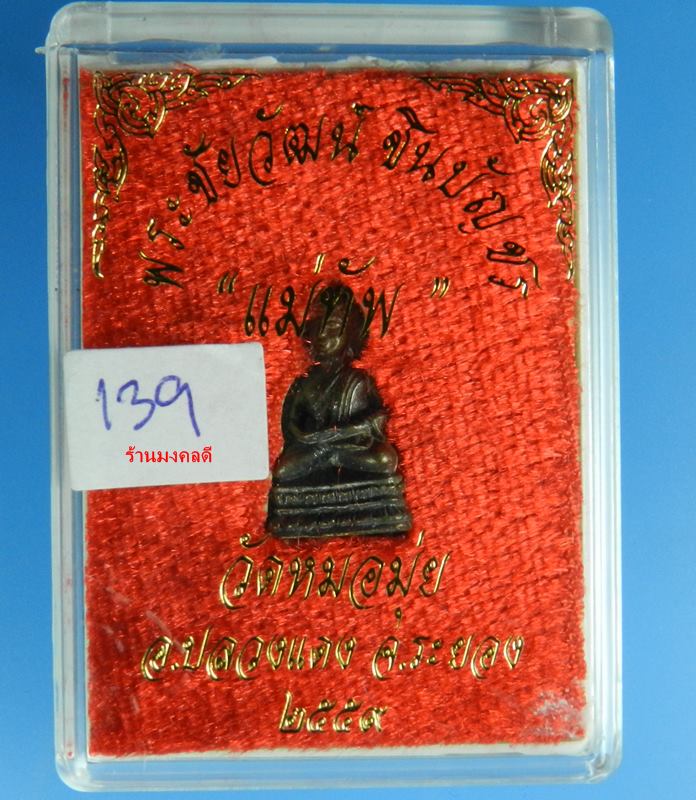 พระชัยวัฒน์ ชินบัญชร
"แม่ทัพ"
139
ร้านมงคลดี
วัดหมอมุ่ย
อ.ปลวกแดง จ.ระยอง
๒๕๕๙